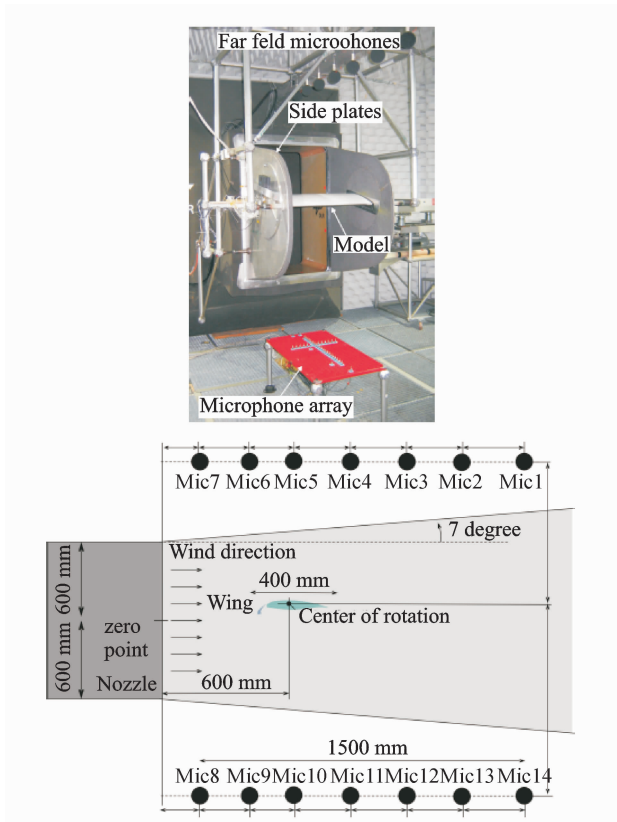 Far feld microohones
Side plates
Model
Microphone array
Mic7 Mic6 Mic5 Mic4 Mic3 Mic2 Mic1
7 degree
Wind direction
400 mm
Wing
Center of rotation
600 mm
zero
point
600 mm
Nozzle
600 mm
1500 mm
Mic8 Mic9 Mic10 Mic11 Mic12 Mic13 Mic14